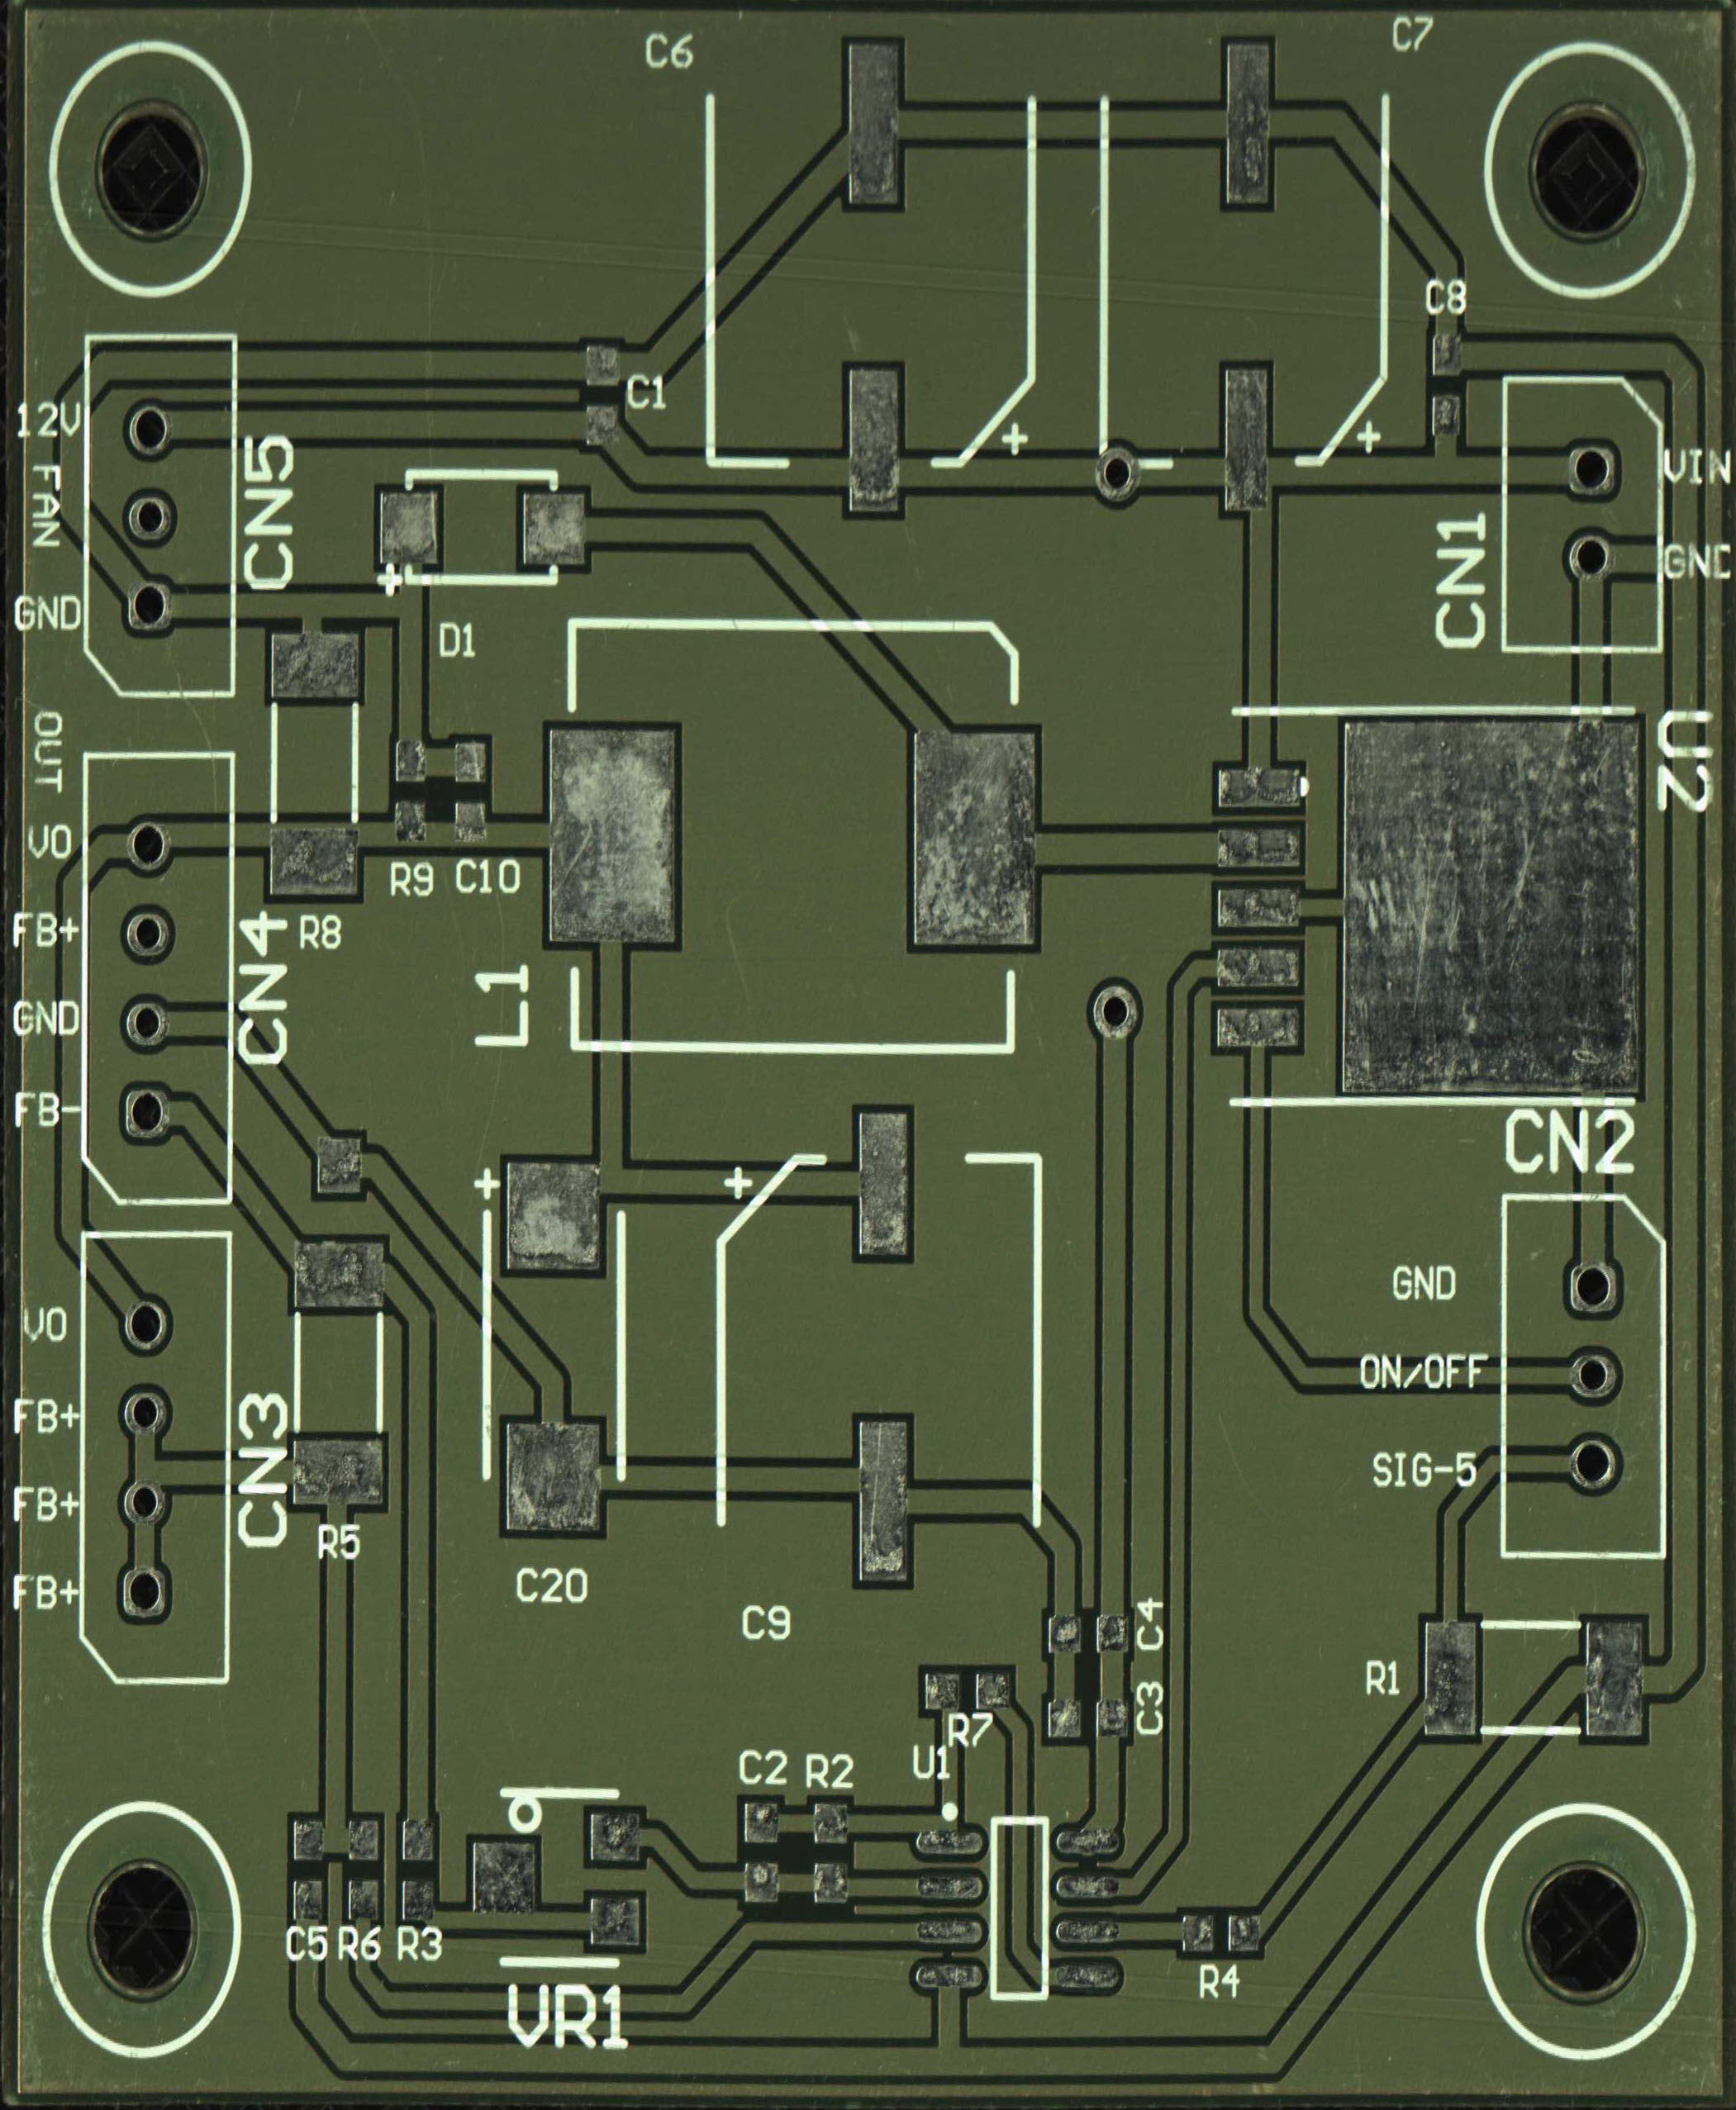 C6
C7
C8
C1
12V
FAN
GND
CN5
VIN
GND
CN1
D1
OUT
U2
VO
FB+
GND
FB-
CN4
R9
C10
R8
L1
CN2
GND
ON/OFF
SIG-5
+
+
+
+
+
VO
FB+
FB+
FB+
CN3
R5
C20
C9
C4
C3
R1
R7
U1
C2
R2
C5
R6
R3
R4
VR1